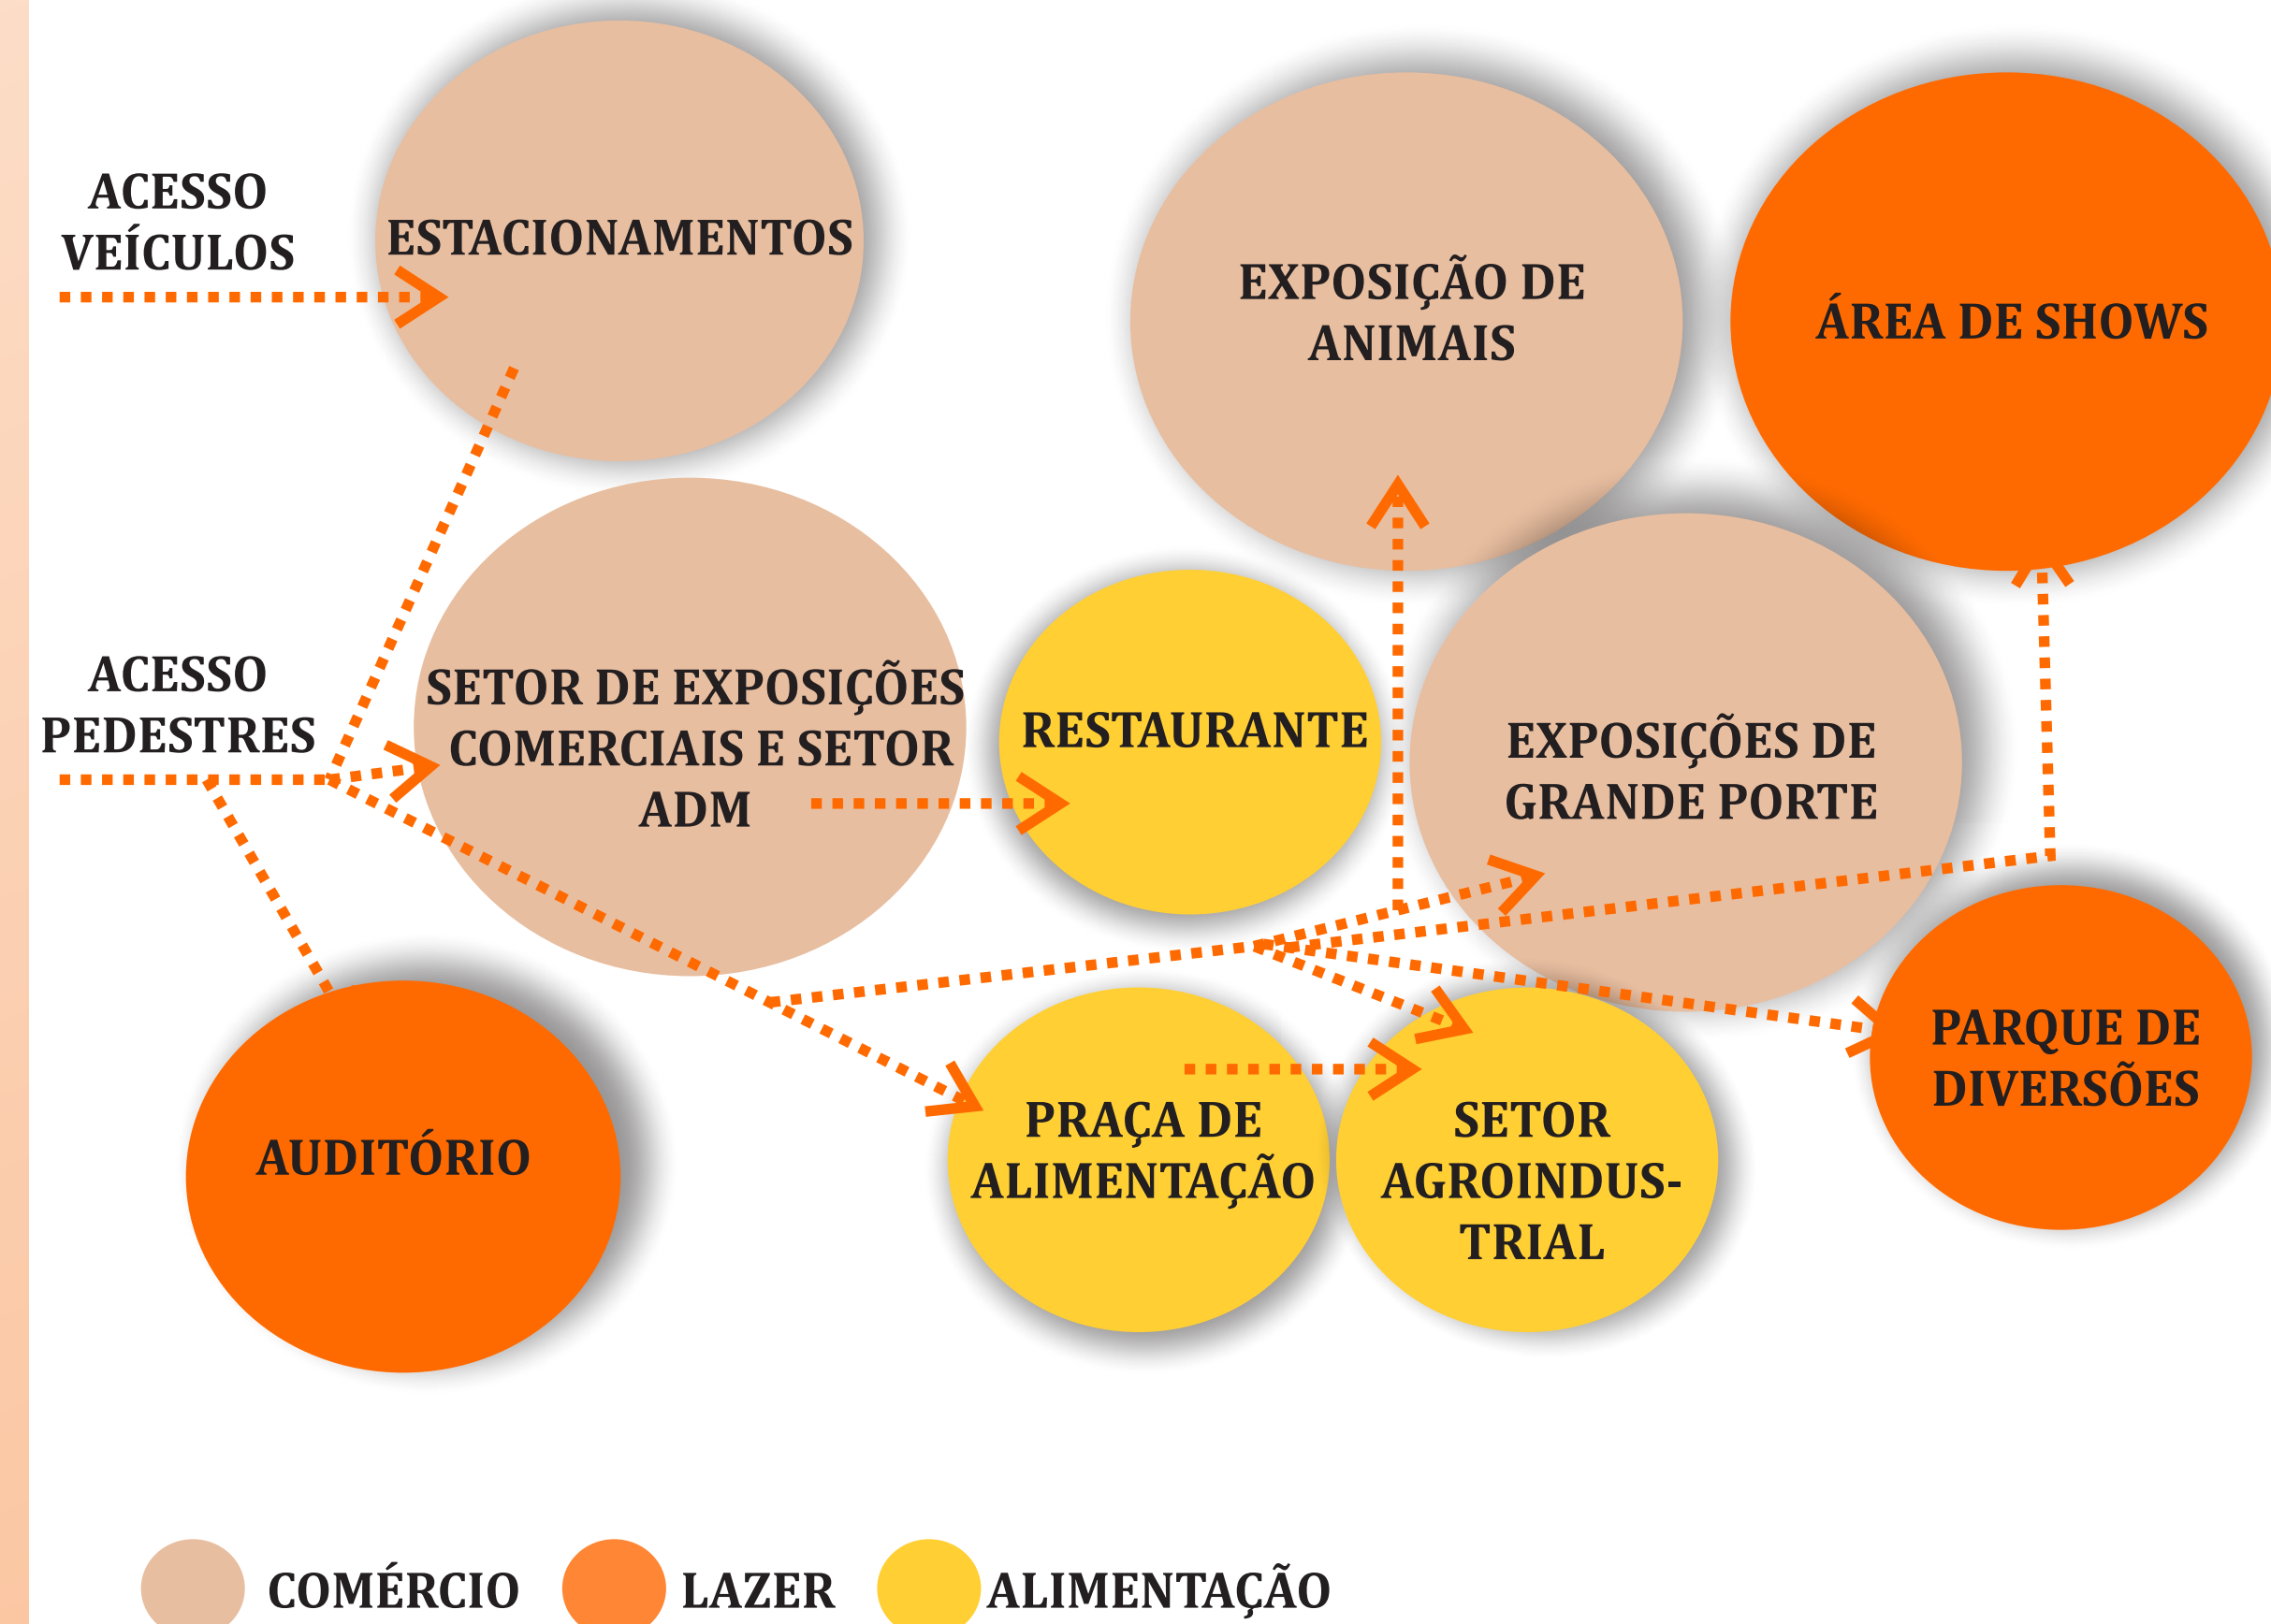 ACESSO
VEÍCULOS
ESTACIONAMENTOS
EXPOSIÇÃO DE
ANIMAIS
ÁREA DE SHOWS
ACESSO
PEDESTRES
SETOR DE EXPOSIÇÕES
COMERCIAIS E SETOR
ADM
RESTAURANTE
EXPOSIÇÕES DE
GRANDE PORTE
AUDITÓRIO
PRAÇA DE
ALIMENTAÇÃO
SETOR
AGROINDUS-
TRIAL
PARQUE DE
DIVERSÕES
COMÉRCIO
LAZER
ALIMENTAÇÃO